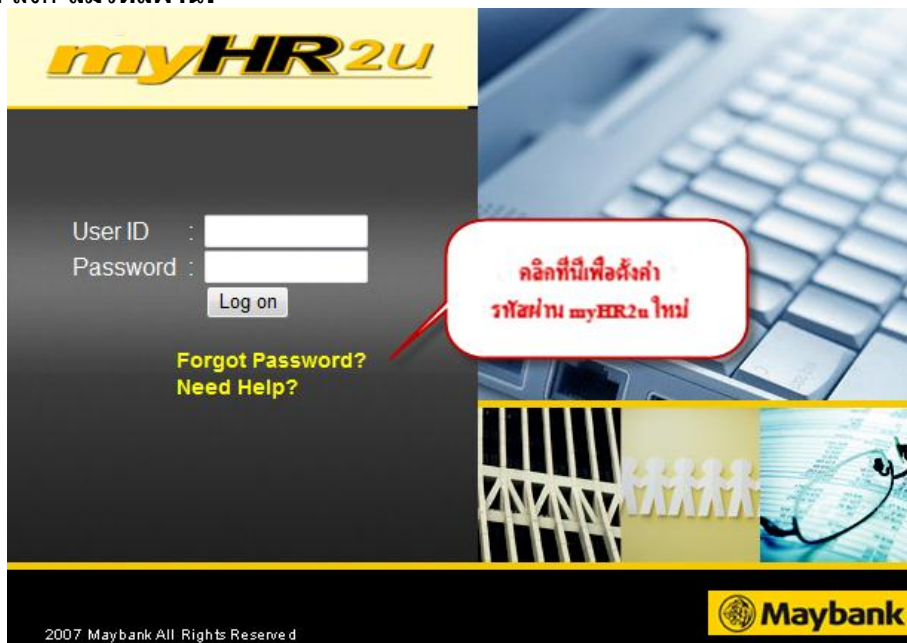 myHR2u
User ID :
Password :
Log on
คลิกที่นี่เพื่อตั้งค่า
รหัสผ่าน myHR2u ใหม่
Forgot Password?
Need Help?
2007 Maybank All Rights Reserved
Maybank